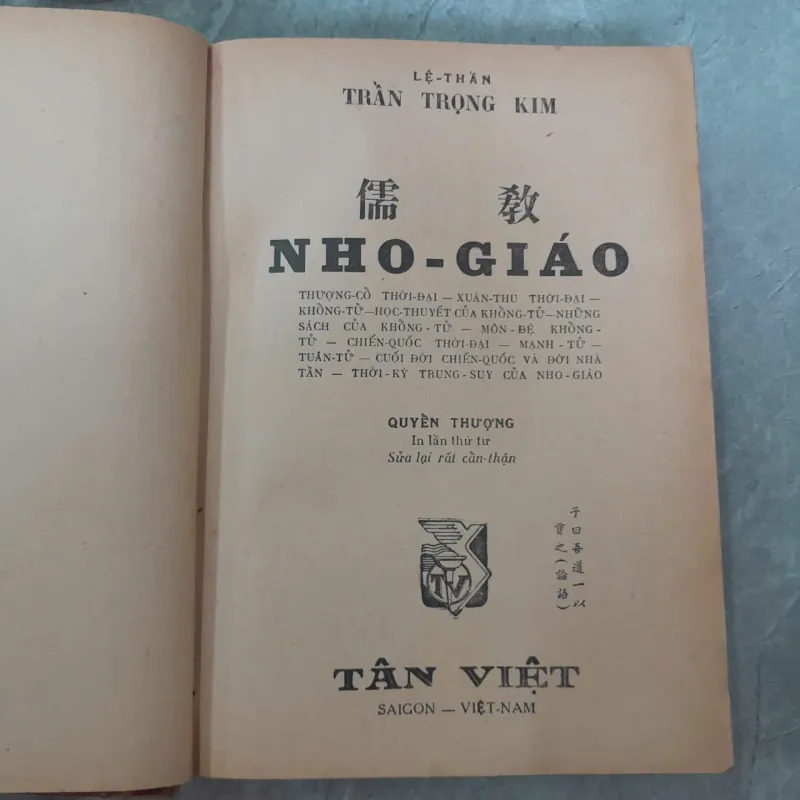 LỆ-THẦN
TRẦN TRỌNG KIM
儒 教
NHO-GIÁO
THƯỢNG-CỔ THỜI-ĐẠI — XUÂN-THU THỜI-ĐẠI —
KHỔNG-TỬ — HỌC-THUYẾT CỦA KHỔNG-TỬ — NHỮNG
SÁCH CỦA KHỔNG-TỬ — MÔN-ĐỆ KHỔNG-
TỬ — CHIẾN-QUỐC THỜI-ĐẠI — MẠNH-TỬ —
TUÂN-TỬ — CUỐI ĐỜI CHIẾN-QUỐC VÀ ĐỜI NHÀ
TẦN — THỜI-KỲ TRUNG-SUY CỦA NHO-GIÁO
QUYỂN THƯỢNG
In lần thứ tư
Sửa lại rất cẩn-thận
子曰吾道一以
貫之(論語)
TV
TÂN VIỆT
SAIGON — VIỆT-NAM